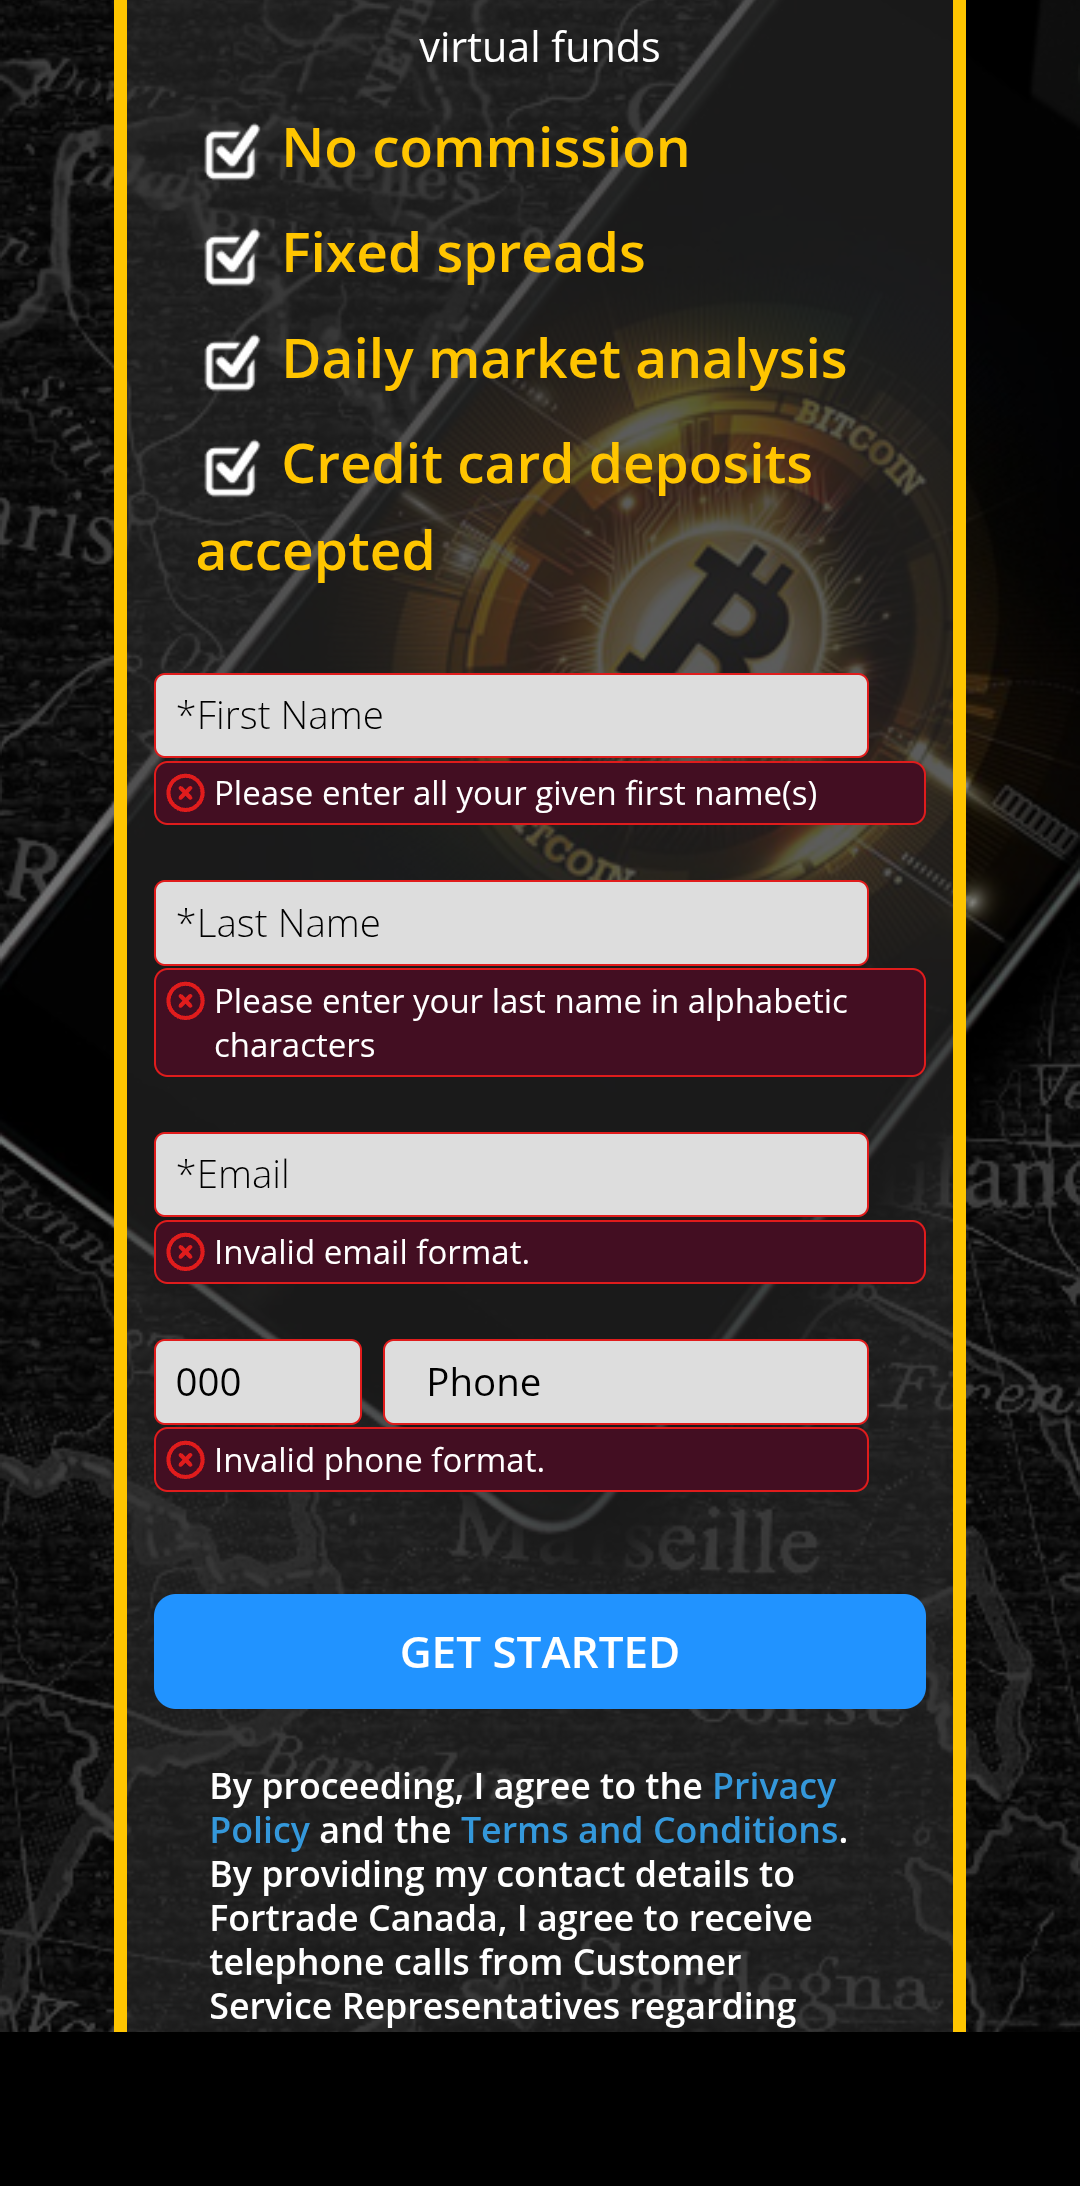 virtual funds
No commission
Fixed spreads
Daily market analysis
Credit card deposits
accepted
BITCOIN
*First Name
Please enter all your given first name(s)
*Last Name
Please enter your last name in alphabetic
characters
*Email
Invalid email format.
000 Phone
Invalid phone format.
Marseille
GET STARTED
By proceeding, I agree to the Privacy
Policy and the Terms and Conditions.
By providing my contact details to
Fortrade Canada, I agree to receive
telephone calls from Customer
Service Representatives regarding